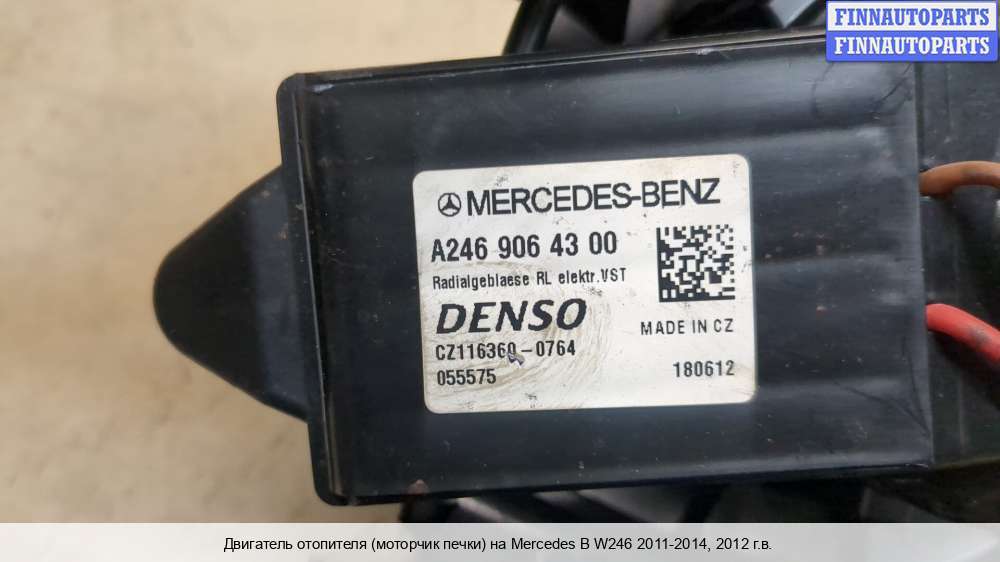 FINNAUTOPARTS
FINNAUTOPARTS
MERCEDES-BENZ
A246 906 43 00
Radialgeblaese RL elektr.VST
DENSO
MADE IN CZ
CZ116360-0764
055575
180612
Двигатель отопителя (моторчик печки) на Mercedes B W246 2011-2014, 2012 г.в.